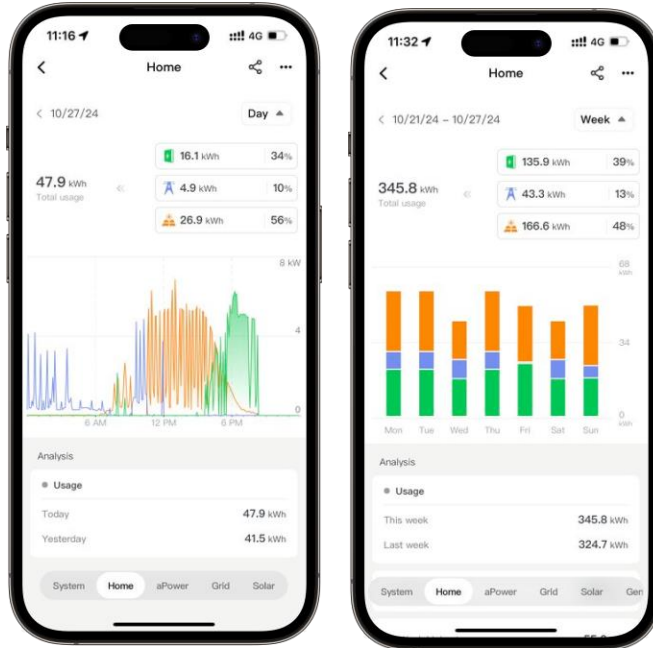 11:16 4G
Home
10/27/24 Day
16.1 kWh 34%
47.9 kWh
Total usage
4.9 kWh 10%
26.9 kWh 56%
8 kW
4
0
6 AM 12 PM 6 PM
Analysis
Usage
Today 47.9 kWh
Yesterday 41.5 kWh
System Home aPower Grid Solar
11:32 4G
Home
10/21/24 – 10/27/24 Week
135.9 kWh 39%
345.8 kWh
Total usage
43.3 kWh 13%
166.6 kWh 48%
68
kWh
34
0
kWh
Mon Tue Wed Thu Fri Sat Sun
Analysis
Usage
This week 345.8 kWh
Last week 324.7 kWh
System Home aPower Grid Solar Gen